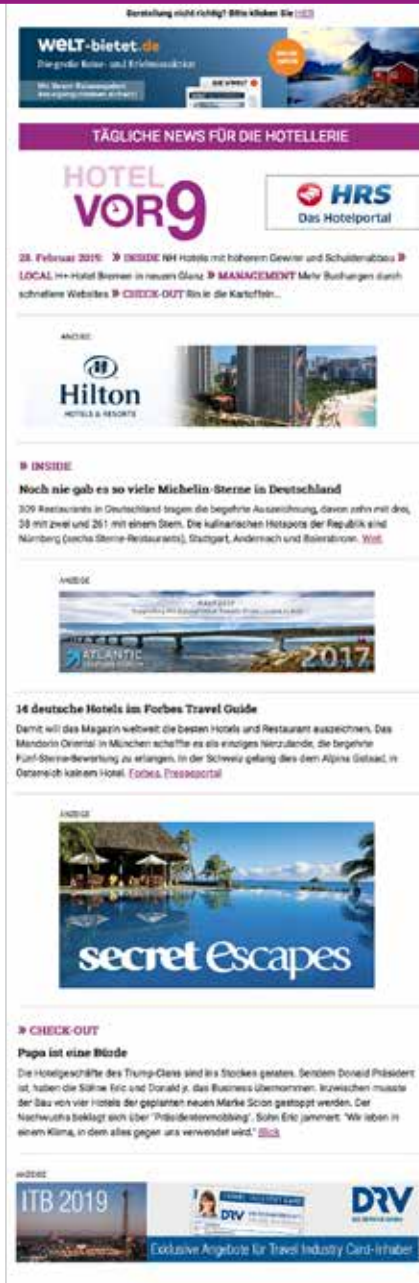 Darstellung nicht richtig? Bitte klicken Sie HIER
WELT-bietet.de
Die große Reise- und Erlebnisauktion
DIE WELT
TÄGLICHE NEWS FÜR DIE HOTELLERIE
HOTEL
VOR9
HRS
Das Hotelportal
28. Februar 2019: » INSIDE NH Hotels mit höherem Gewinn und Schuldenabbau »
LOCAL H+ Hotel Bremen in neuem Glanz » MANAGEMENT Mehr Buchungen durch
schnellere Websites » CHECK-OUT Rin in die Kartoffeln...
ANZEIGE
Hilton
HOTELS & RESORTS
» INSIDE
Noch nie gab es so viele Michelin-Sterne in Deutschland
309 Restaurants in Deutschland tragen die begehrte Auszeichnung, davon zehn mit drei,
38 mit zwei und 261 mit einem Stern. Die kulinarischen Hotspots der Republik sind
Nürnberg (sechs Sterne-Restaurants), Stuttgart, Andernach und Baiersbronn. Welt
ANZEIGE
ATLANTIC
2017
14 deutsche Hotels im Forbes Travel Guide
Damit will das Magazin weltweit die besten Hotels und Restaurant auszeichnen. Das
Mandarin Oriental in München schaffte es als einziges hierzulande, die begehrte
Fünf-Sterne-Bewertung zu erlangen. In der Schweiz gelang dies dem Alpina Gstaad, in
Österreich keinem Hotel. Forbes, Presseportal
ANZEIGE
secret escapes
» CHECK-OUT
Papa ist eine Bürde
Die Hotelgeschäfte des Trump-Clans sind ins Stocken geraten. Seitdem Donald Präsident
ist, haben die Söhne Eric und Donald jr. das Business übernommen. Inzwischen musste
der Bau von vier Hotels der geplanten neuen Marke Scion gestoppt werden. Der
Nachwuchs beklagt sich über "Präsidentenmobbing". Sohn Eric jammert: "Wir leben in
einem Klima, in dem alles gegen uns verwendet wird." Blick
ANZEIGE
ITB 2019
TRAVEL INDUSTRY CARD
DRV
DRV
Exklusive Angebote für Travel Industry Card-Inhaber